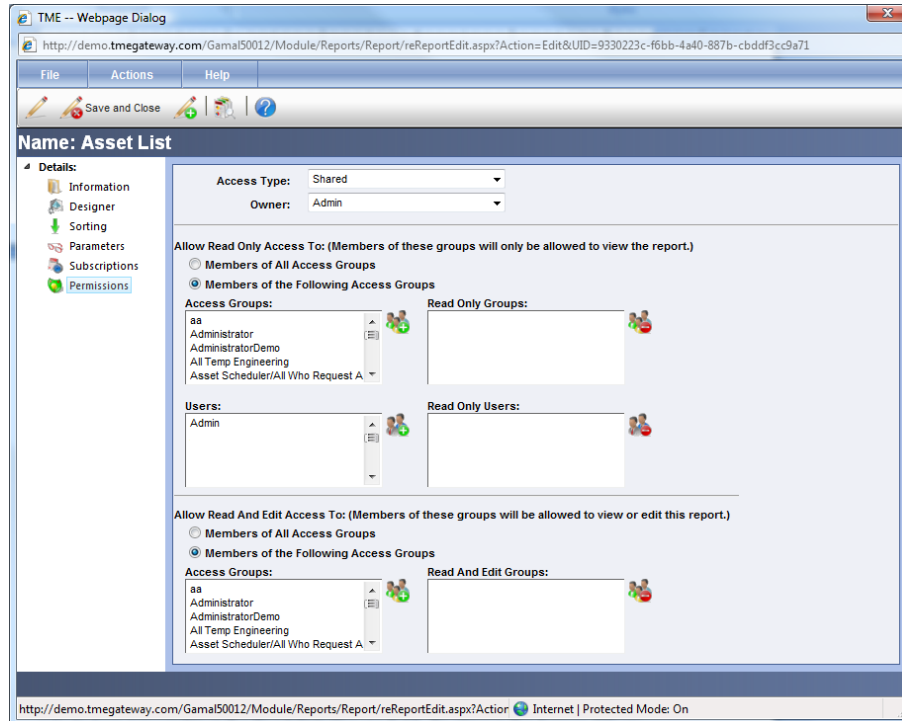 TME -- Webpage Dialog
http://demo.tmegateway.com/Gamal50012/Module/Reports/Report/reReportEdit.aspx?Action=Edit&UID=9330223c-f6bb-4a40-887b-cbddf3cc9a71
File Actions Help
Save and Close
Name: Asset List
Details:
Information
Designer
Sorting
Parameters
Subscriptions
Permissions
Access Type: Shared
Owner: Admin
Allow Read Only Access To: (Members of these groups will only be allowed to view the report.)
Members of All Access Groups
Members of the Following Access Groups
Access Groups: Read Only Groups:
aa
Administrator
AdministratorDemo
All Temp Engineering
Asset Scheduler/All Who Request A
Users: Read Only Users:
Admin
Allow Read And Edit Access To: (Members of these groups will be allowed to view or edit this report.)
Members of All Access Groups
Members of the Following Access Groups
Access Groups: Read And Edit Groups:
aa
Administrator
AdministratorDemo
All Temp Engineering
Asset Scheduler/All Who Request A
http://demo.tmegateway.com/Gamal50012/Module/Reports/Report/reReportEdit.aspx?Action Internet | Protected Mode: On